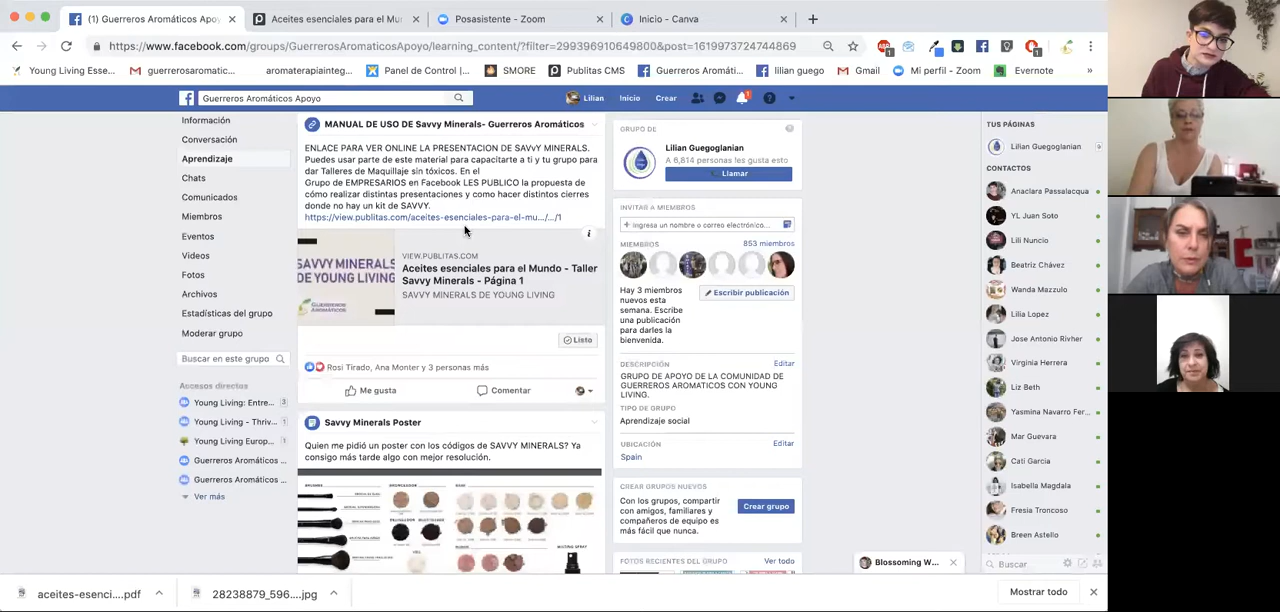 (1) Guerreros Aromáticos Apoy
Aceites esenciales para el Mu
Posasistente - Zoom
Inicio - Canva
https://www.facebook.com/groups/GuerrerosAromaticosApoyo/learning_content/?filter=299396910649800&post=1619973724744869
Young Living Esse...
guerrerosaromatic...
aromaterapiainteg...
Panel de Control |...
SMORE
Publitas CMS
Guerreros Aromáti...
lilian guego
Gmail
Mi perfil - Zoom
Evernote
»
Guerreros Aromáticos Apoyo
Lilian
Inicio
Crear
Información
Conversación
Aprendizaje
Chats
Comunicados
Miembros
Eventos
Videos
Fotos
Archivos
Estadísticas del grupo
Moderar grupo
Buscar en este grupo
Accesos directos
Young Living: Entre... 3
Young Living - Thriv... 1
Young Living Europ... 1
Guerreros Aromáticos ...
Guerreros Aromáticos ...
Ver más
MANUAL DE USO DE Savvy Minerals- Guerreros Aromáticos
ENLACE PARA VER ONLINE LA PRESENTACION DE SAVVY MINERALS.
Puedes usar parte de este material para capacitarte a ti y tu grupo para
dar Talleres de Maquillaje sin tóxicos. En el
Grupo de EMPRESARIOS en Facebook LES PUBLICO la propuesta de
cómo realizar distintas presentaciones y como hacer distintos cierres
donde no hay un kit de SAVVY.
https://view.publitas.com/aceites-esenciales-para-el-mu.../.../1
SAVVY MINERALS
DE YOUNG LIVING
VIEW.PUBLITAS.COM
Aceites esenciales para el Mundo - Taller
Savvy Minerals - Página 1
SAVVY MINERALS DE YOUNG LIVING
Listo
Rosi Tirado, Ana Monter y 3 personas más
Me gusta
Comentar
Savvy Minerals Poster
Quien me pidió un poster con los códigos de SAVVY MINERALS? Ya
consigo más tarde algo con mejor resolución.
GRUPO DE
Lilian Guegoglanian
A 6,814 personas les gusta esto
Llamar
INVITAR A MIEMBROS
+ Ingresa un nombre o correo electrónico...
MIEMBROS
853 miembros
Hay 3 miembros
nuevos esta
semana. Escribe
una publicación
para darles la
bienvenida.
Escribir publicación
DESCRIPCIÓN
Editar
GRUPO DE APOYO DE LA COMUNIDAD DE
GUERREROS AROMATICOS CON YOUNG
LIVING.
TIPO DE GRUPO
Aprendizaje social
UBICACIÓN
Editar
Spain
CREAR GRUPOS NUEVOS
Con los grupos, compartir
con amigos, familiares y
compañeros de equipo es
más fácil que nunca.
Crear grupo
FOTOS RECIENTES DEL GRUPO
Ver todo
TUS PÁGINAS
Lilian Guegoglanian
CONTACTOS
Anaclara Passalacqua
YL Juan Soto
Lili Nuncio
Beatriz Chávez
Wanda Mazzulo
Lilia Lopez
Jose Antonio Rivher
Virginia Herrera
Liz Beth
Yasmina Navarro Fer...
Mar Guevara
Cati Garcia
Isabella Magdala
Fresia Troncoso
Breen Astello
Buscar
Blossoming W...
aceites-esenci....pdf
28238879_596....jpg
Mostrar todo